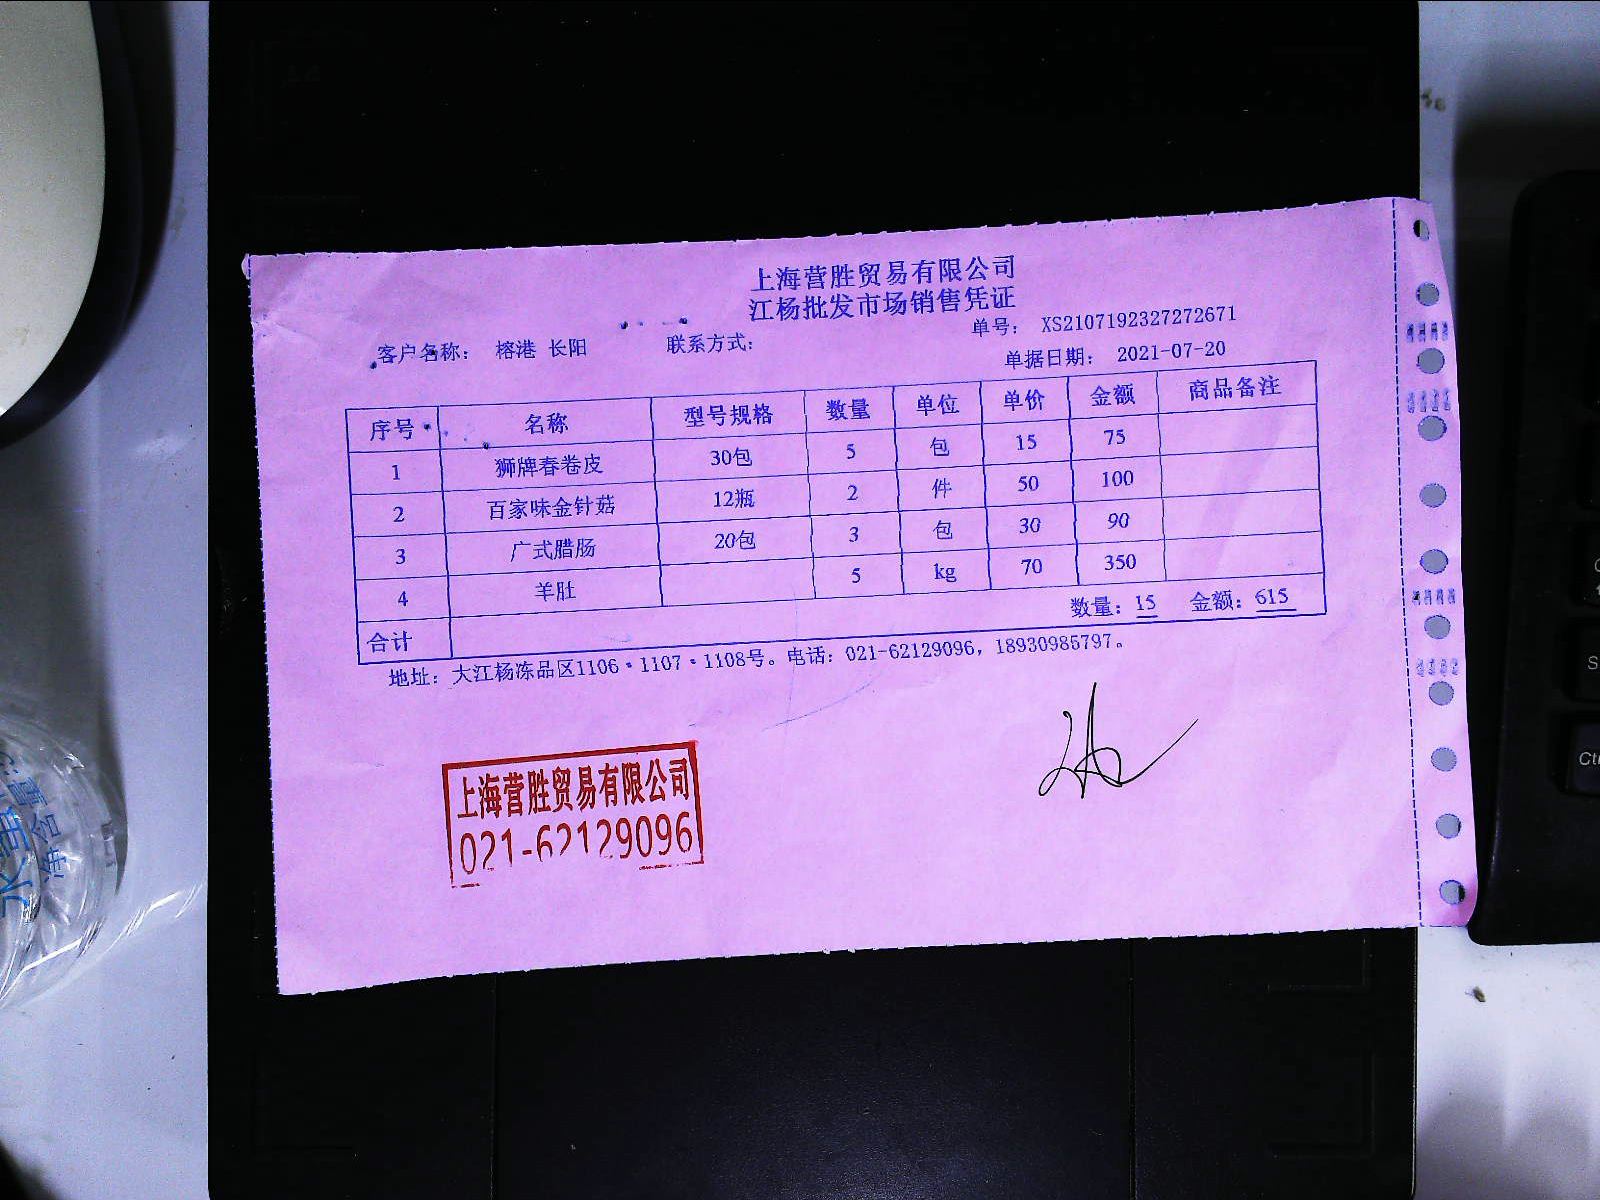 上海营胜贸易有限公司
江杨批发市场销售凭证
单号: XS2107192327272671
客户名称: 榕港 长阳 联系方式:
单据日期: 2021-07-20
序号 名称 型号规格 数量 单位 单价 金额 商品备注
1 狮牌春卷皮 30包 5 包 15 75
2 百家味金针菇 12瓶 2 件 50 100
3 广式腊肠 20包 3 包 30 90
4 羊肚 5 kg 70 350
合计 数量: 15 金额: 615
地址: 大江杨冻品区1106·1107·1108号。电话: 021-62129096, 18930985797。
上海营胜贸易有限公司
021-62129096
Ctr